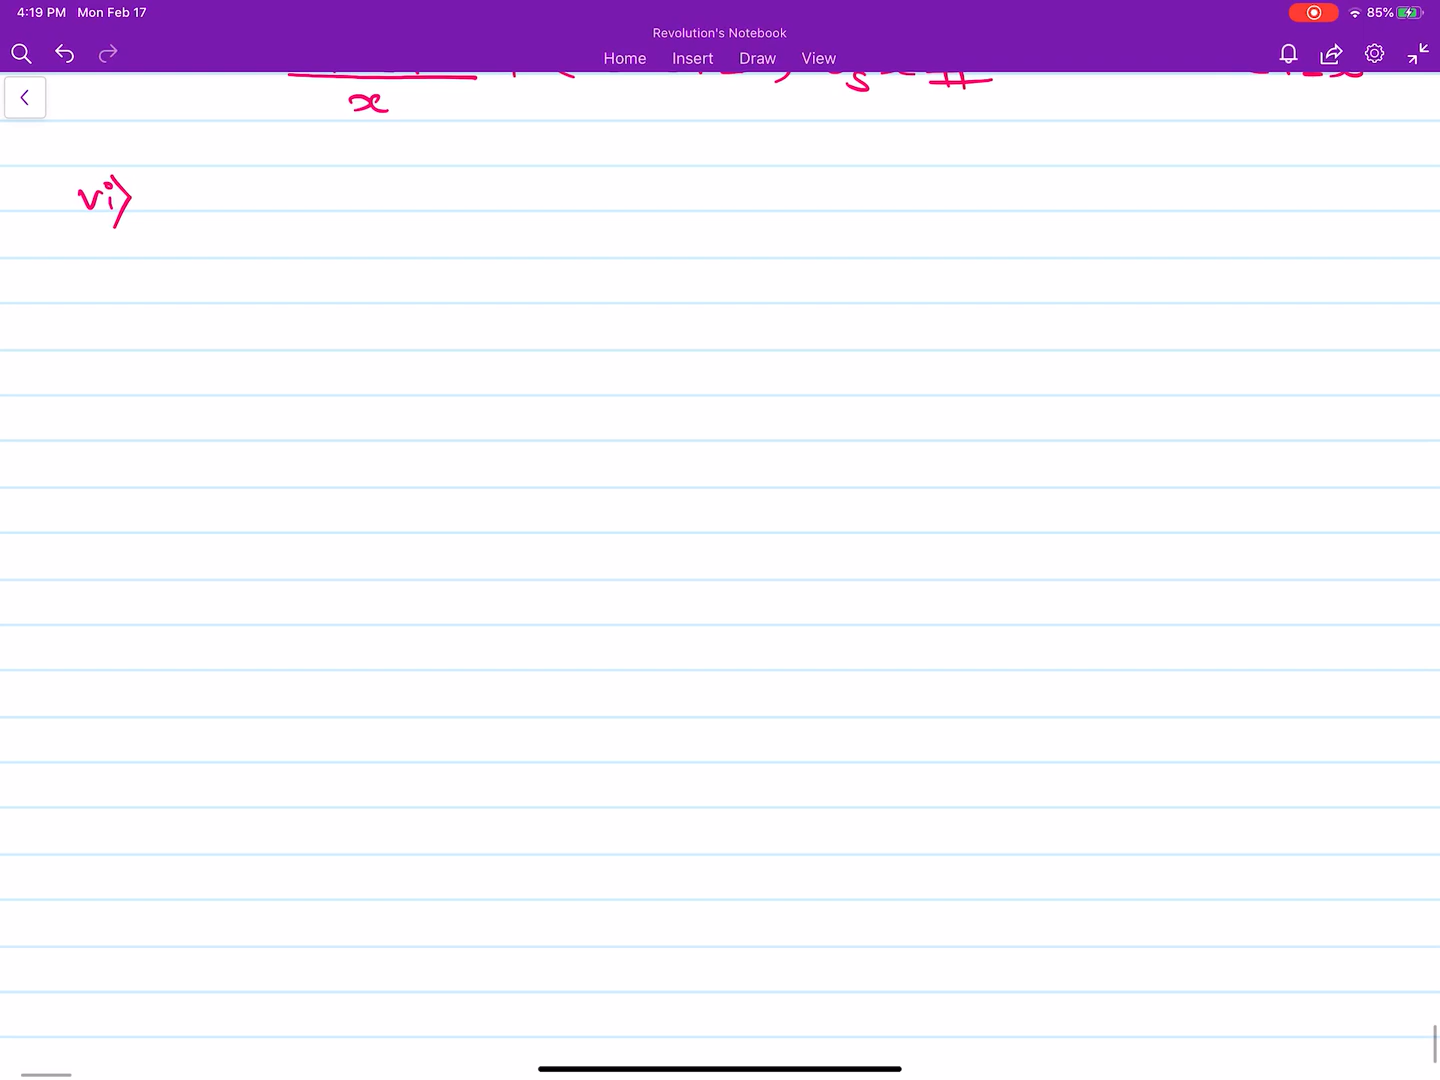 4:19 PM Mon Feb 17
85%
Revolution's Notebook
Home Insert Draw View
x
vi)